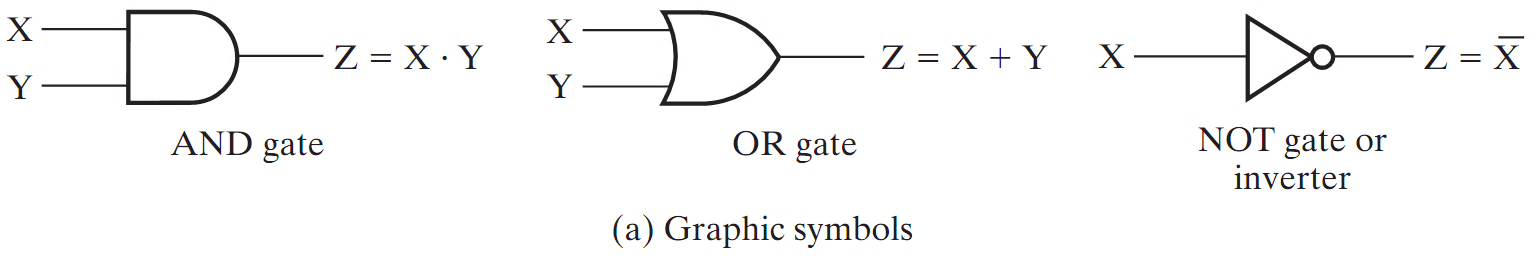 X
Y
Z = X · Y
AND gate
X
Y
Z = X + Y
OR gate
X
Z = X̅
NOT gate or
inverter
(a) Graphic symbols